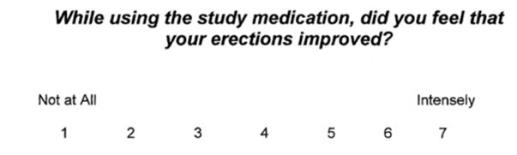 While using the study medication, did you feel that
your erections improved?
Not at All Intensely
1 2 3 4 5 6 7